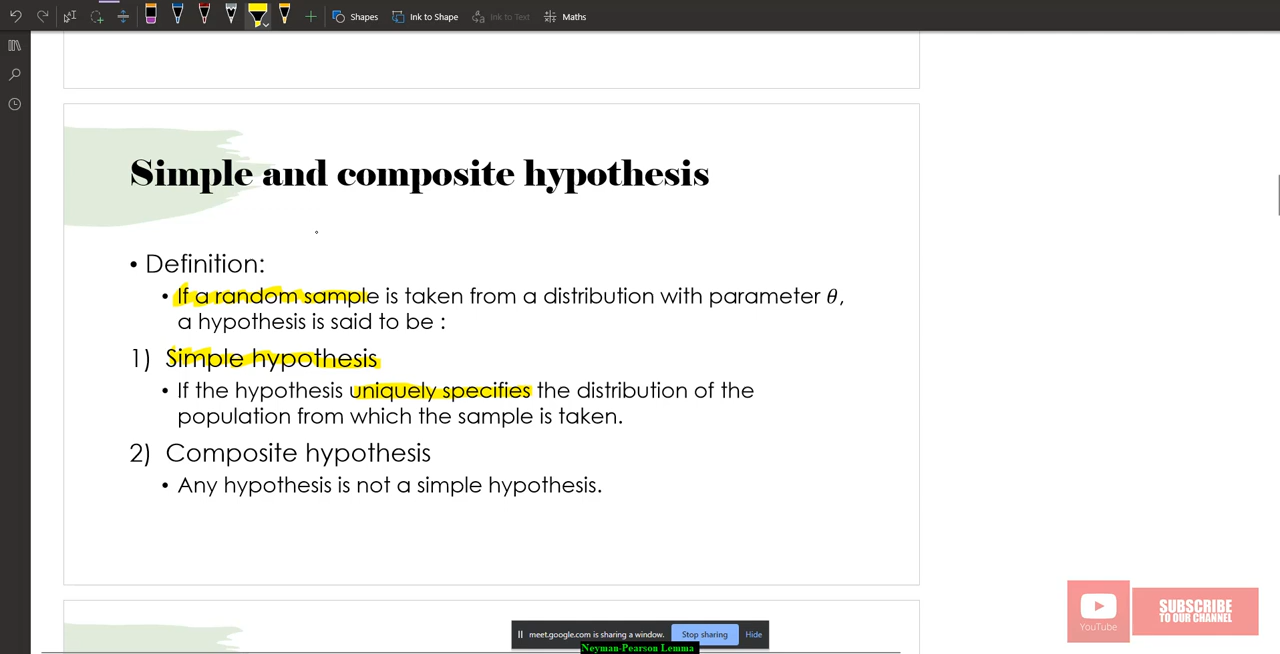 Shapes
Ink to Shape
Ink to Text
Maths
Simple and composite hypothesis
• Definition:
• If a random sample is taken from a distribution with parameter θ,
a hypothesis is said to be :
1) Simple hypothesis
• If the hypothesis uniquely specifies the distribution of the
population from which the sample is taken.
2) Composite hypothesis
• Any hypothesis is not a simple hypothesis.
YouTube
SUBSCRIBE
TO OUR CHANNEL
meet.google.com is sharing a window.
Stop sharing
Hide
Neyman-Pearson Lemma